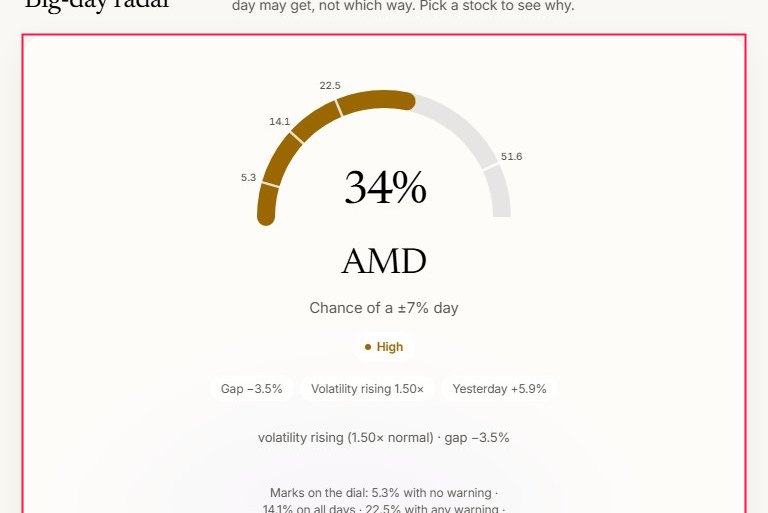 Big-day radar
day may get, not which way. Pick a stock to see why.
22.5
14.1
51.6
5.3
34%
AMD
Chance of a ±7% day
High
Gap −3.5% Volatility rising 1.50× Yesterday +5.9%
volatility rising (1.50× normal) · gap −3.5%
Marks on the dial: 5.3% with no warning ·
14.1% on all days · 22.5% with any warning ·